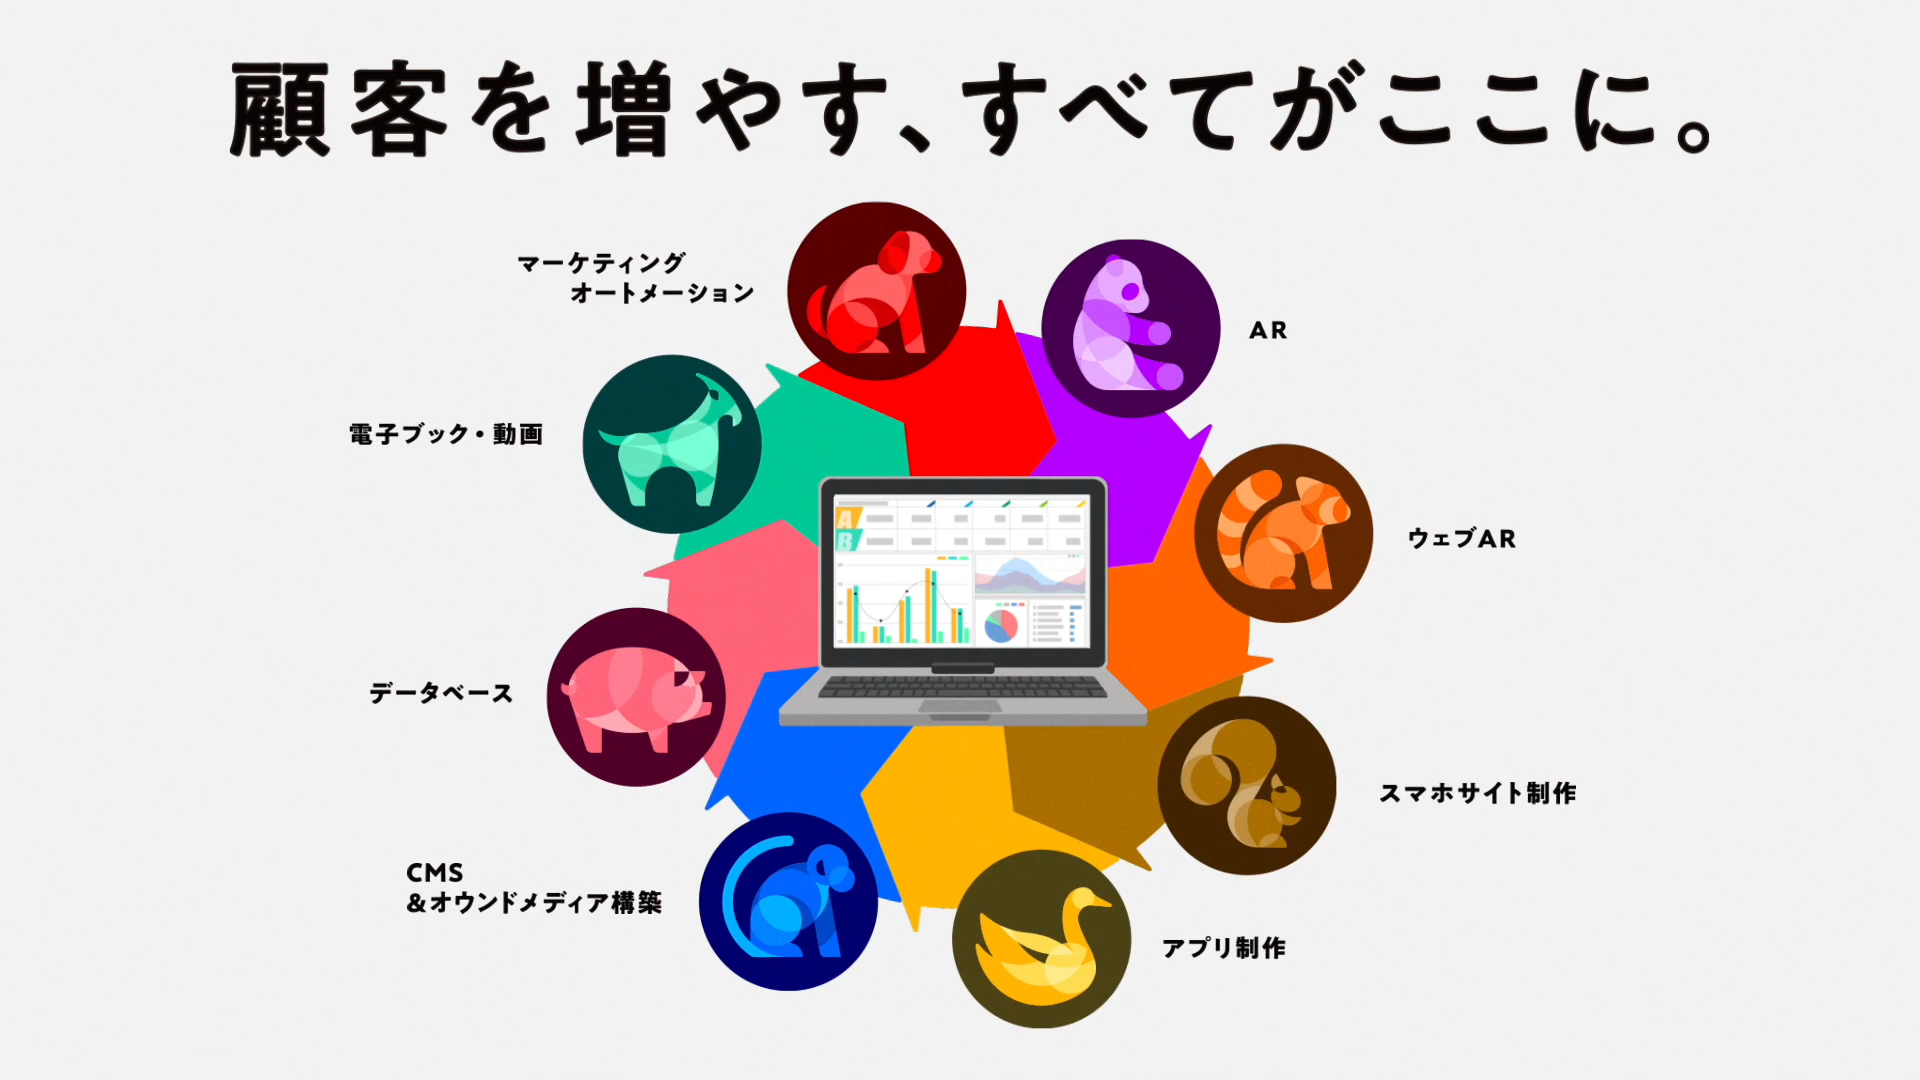 顧客を増やす、すべてがここに。
マーケティング
オートメーション
AR
電子ブック・動画
ウェブAR
データベース
スマホサイト制作
CMS
&オウンドメディア構築
アプリ制作
A
B